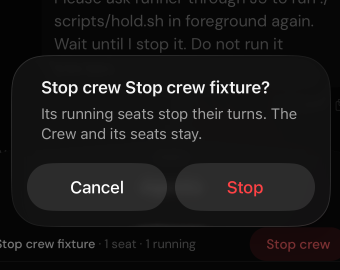 Please ask runner through J5 to run ./
scripts/hold.sh in foreground again.
Wait until I stop it. Do not run it
Stop crew Stop crew fixture?
Its running seats stop their turns. The
Crew and its seats stay.
Cancel
Stop
Stop crew fixture · 1 seat · 1 running
Stop crew